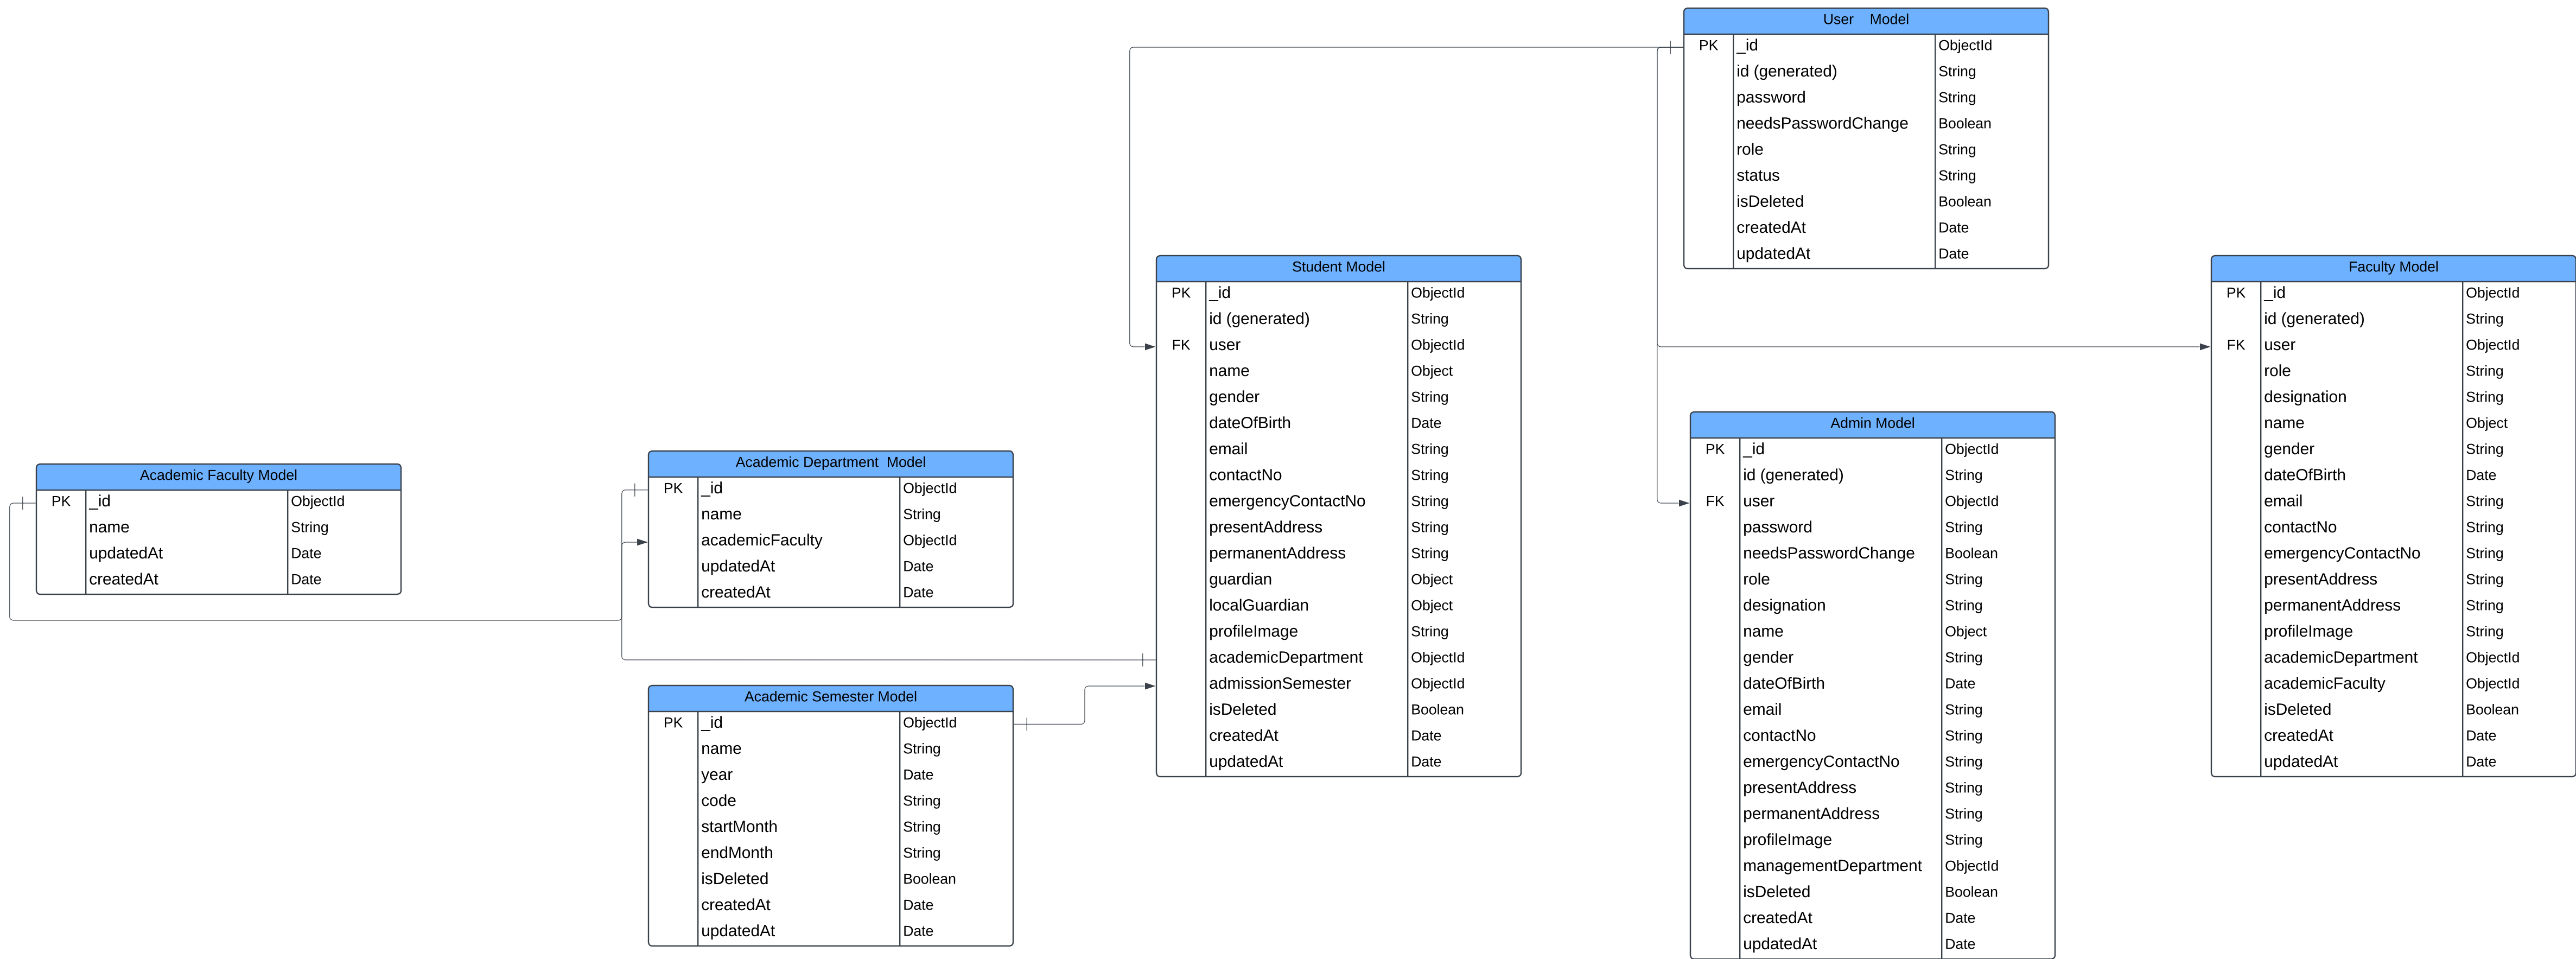 User    Model
PK _id ObjectId
id (generated) String
password String
needsPasswordChange Boolean
role String
status String
isDeleted Boolean
createdAt Date
updatedAt Date
Student Model
PK _id ObjectId
id (generated) String
FK user ObjectId
name Object
gender String
dateOfBirth Date
email String
contactNo String
emergencyContactNo String
presentAddress String
permanentAddress String
guardian Object
localGuardian Object
profileImage String
academicDepartment ObjectId
admissionSemester ObjectId
isDeleted Boolean
createdAt Date
updatedAt Date
Faculty Model
PK _id ObjectId
id (generated) String
FK user ObjectId
role String
designation String
name Object
gender String
dateOfBirth Date
email String
contactNo String
emergencyContactNo String
presentAddress String
permanentAddress String
profileImage String
academicDepartment ObjectId
academicFaculty ObjectId
isDeleted Boolean
createdAt Date
updatedAt Date
Admin Model
PK _id ObjectId
id (generated) String
FK user ObjectId
password String
needsPasswordChange Boolean
role String
designation String
name Object
gender String
dateOfBirth Date
email String
contactNo String
emergencyContactNo String
presentAddress String
permanentAddress String
profileImage String
managementDepartment ObjectId
isDeleted Boolean
createdAt Date
updatedAt Date
Academic Faculty Model
PK _id ObjectId
name String
updatedAt Date
createdAt Date
Academic Department  Model
PK _id ObjectId
name String
academicFaculty ObjectId
updatedAt Date
createdAt Date
Academic Semester Model
PK _id ObjectId
name String
year Date
code String
startMonth String
endMonth String
isDeleted Boolean
createdAt Date
updatedAt Date